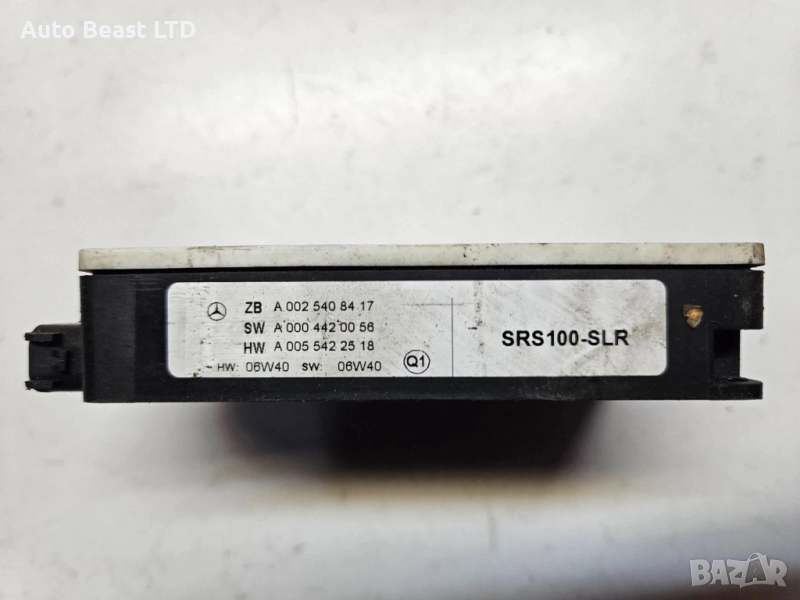 Auto Beast LTD
ZB A 002 540 84 17
SW A 000 442 00 56
HW A 005 542 25 18
HW: 06W40 SW: 06W40
Q1
SRS100-SLR
BAZAR